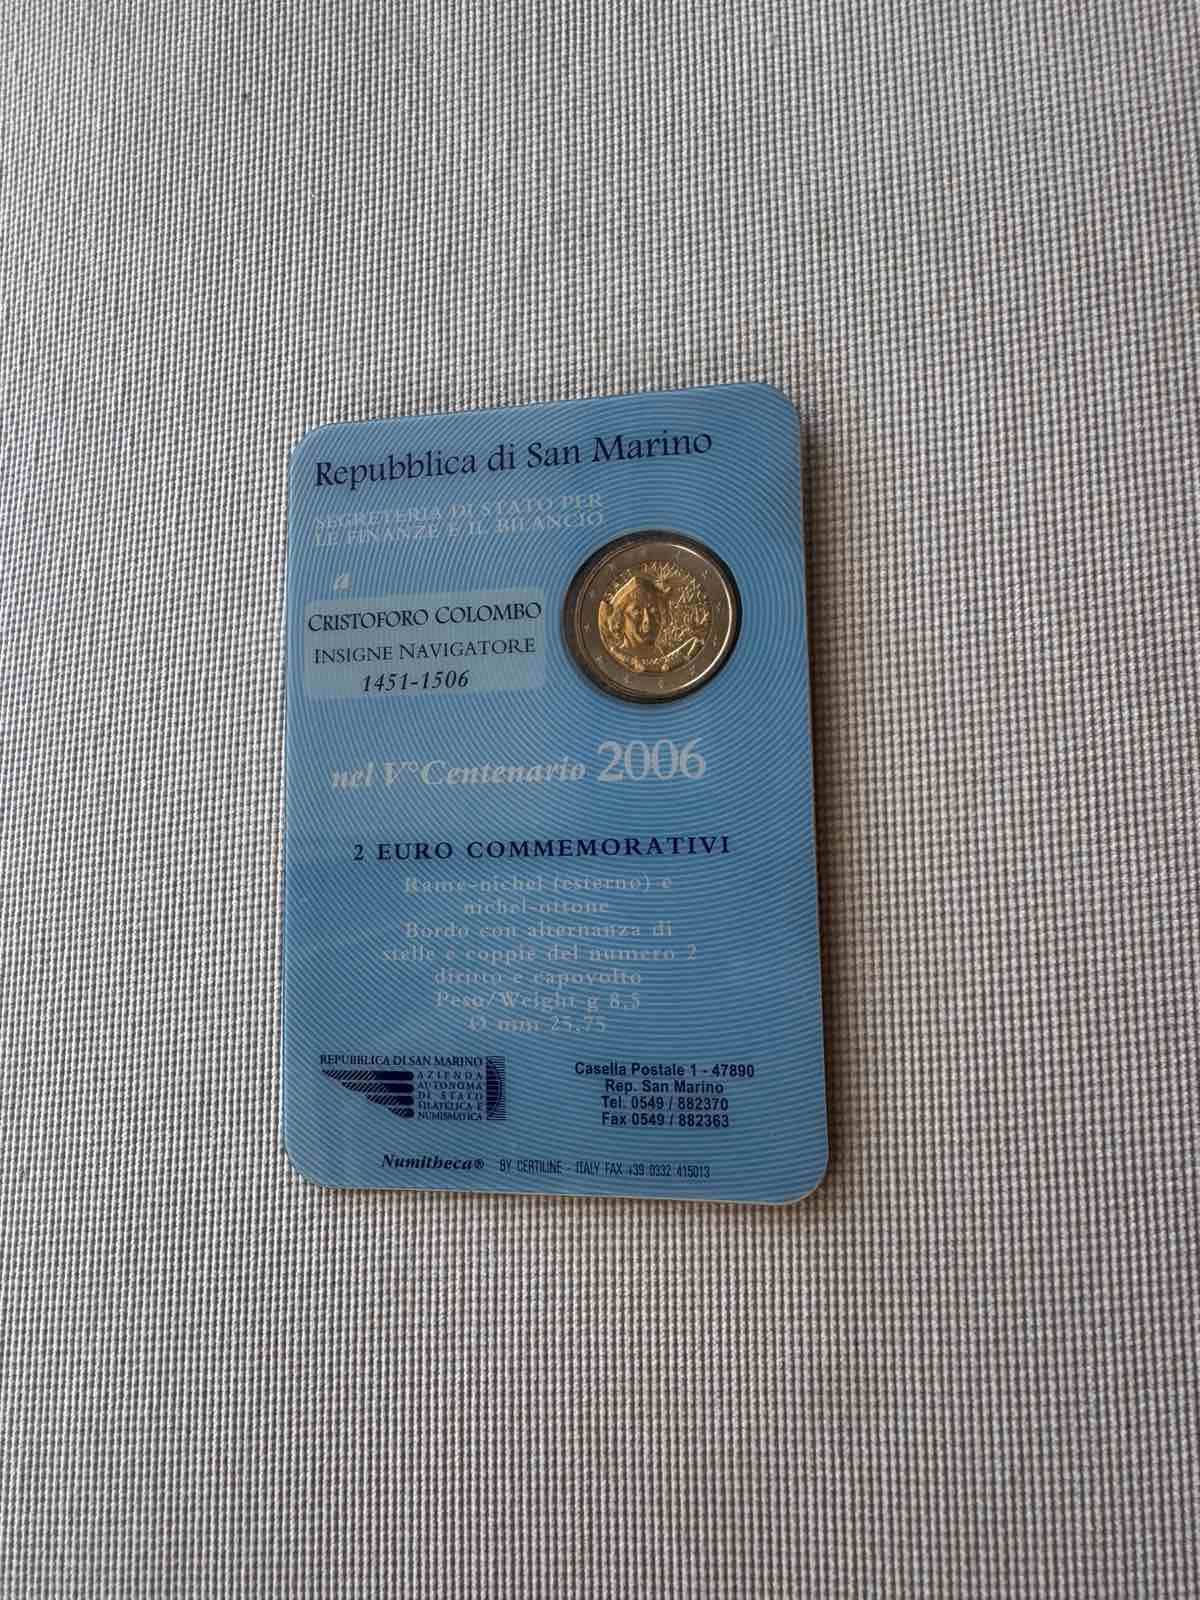 Repubblica di San Marino
SEGRETERIA DI STATO PER
LE FINANZE E IL BILANCIO
a
CRISTOFORO COLOMBO
INSIGNE NAVIGATORE
1451-1506
SAN MARINO
nel V°Centenario 2006
2 EURO COMMEMORATIVI
Rame-nichel (esterno) e
nichel-ottone
Bordo con alternanza di
stelle e coppie del numero 2
diritto e capovolto
Peso/Weight g 8,5
Ø mm 25,75
REPUBBLICA DI SAN MARINO
AZIENDA
AUTONOMA
DI STATO
FILATELICA E
NUMISMATICA
Casella Postale 1 - 47890
Rep. San Marino
Tel. 0549 / 882370
Fax 0549 / 882363
Numitheca® BY CERTILINE - ITALY FAX +39 0332 415013